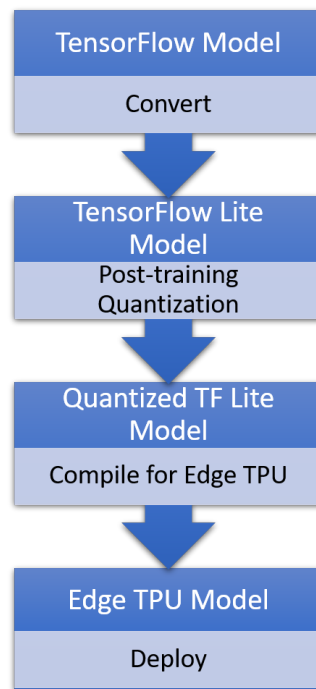 TensorFlow Model
Convert
TensorFlow Lite
Model
Post-training
Quantization
Quantized TF Lite
Model
Compile for Edge TPU
Edge TPU Model
Deploy